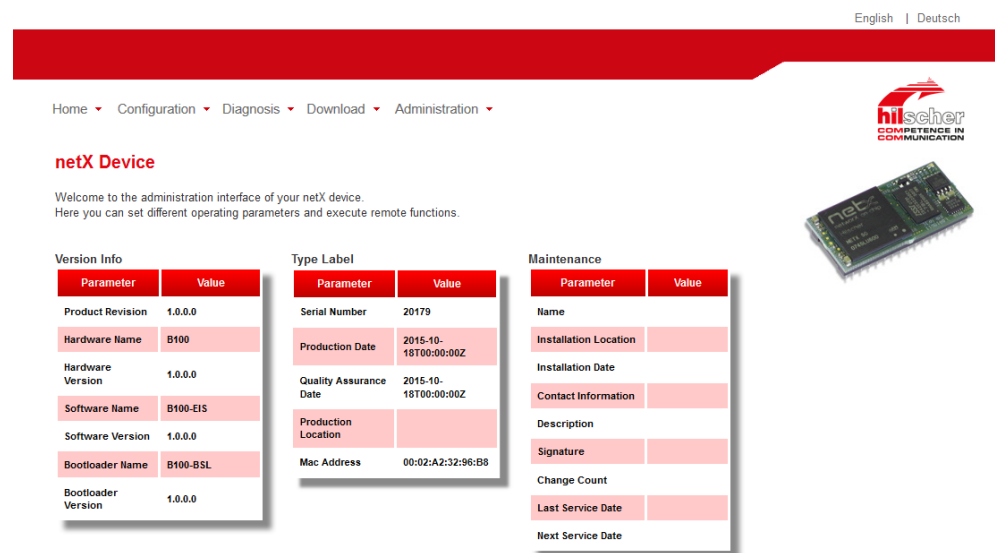 English | Deutsch
hilscher
COMPETENCE IN
COMMUNICATION
Home Configuration Diagnosis Download Administration
netX Device
Welcome to the administration interface of your netX device.
Here you can set different operating parameters and execute remote functions.
Version Info
Parameter Value
Product Revision 1.0.0.0
Hardware Name B100
Hardware
Version 1.0.0.0
Software Name B100-EIS
Software Version 1.0.0.0
Bootloader Name B100-BSL
Bootloader
Version 1.0.0.0
Type Label
Parameter Value
Serial Number 20179
Production Date 2015-10-
18T00:00:00Z
Quality Assurance 2015-10-
Date 18T00:00:00Z
Production
Location
Mac Address 00:02:A2:32:96:B8
Maintenance
Parameter Value
Name
Installation Location
Installation Date
Contact Information
Description
Signature
Change Count
Last Service Date
Next Service Date
netX